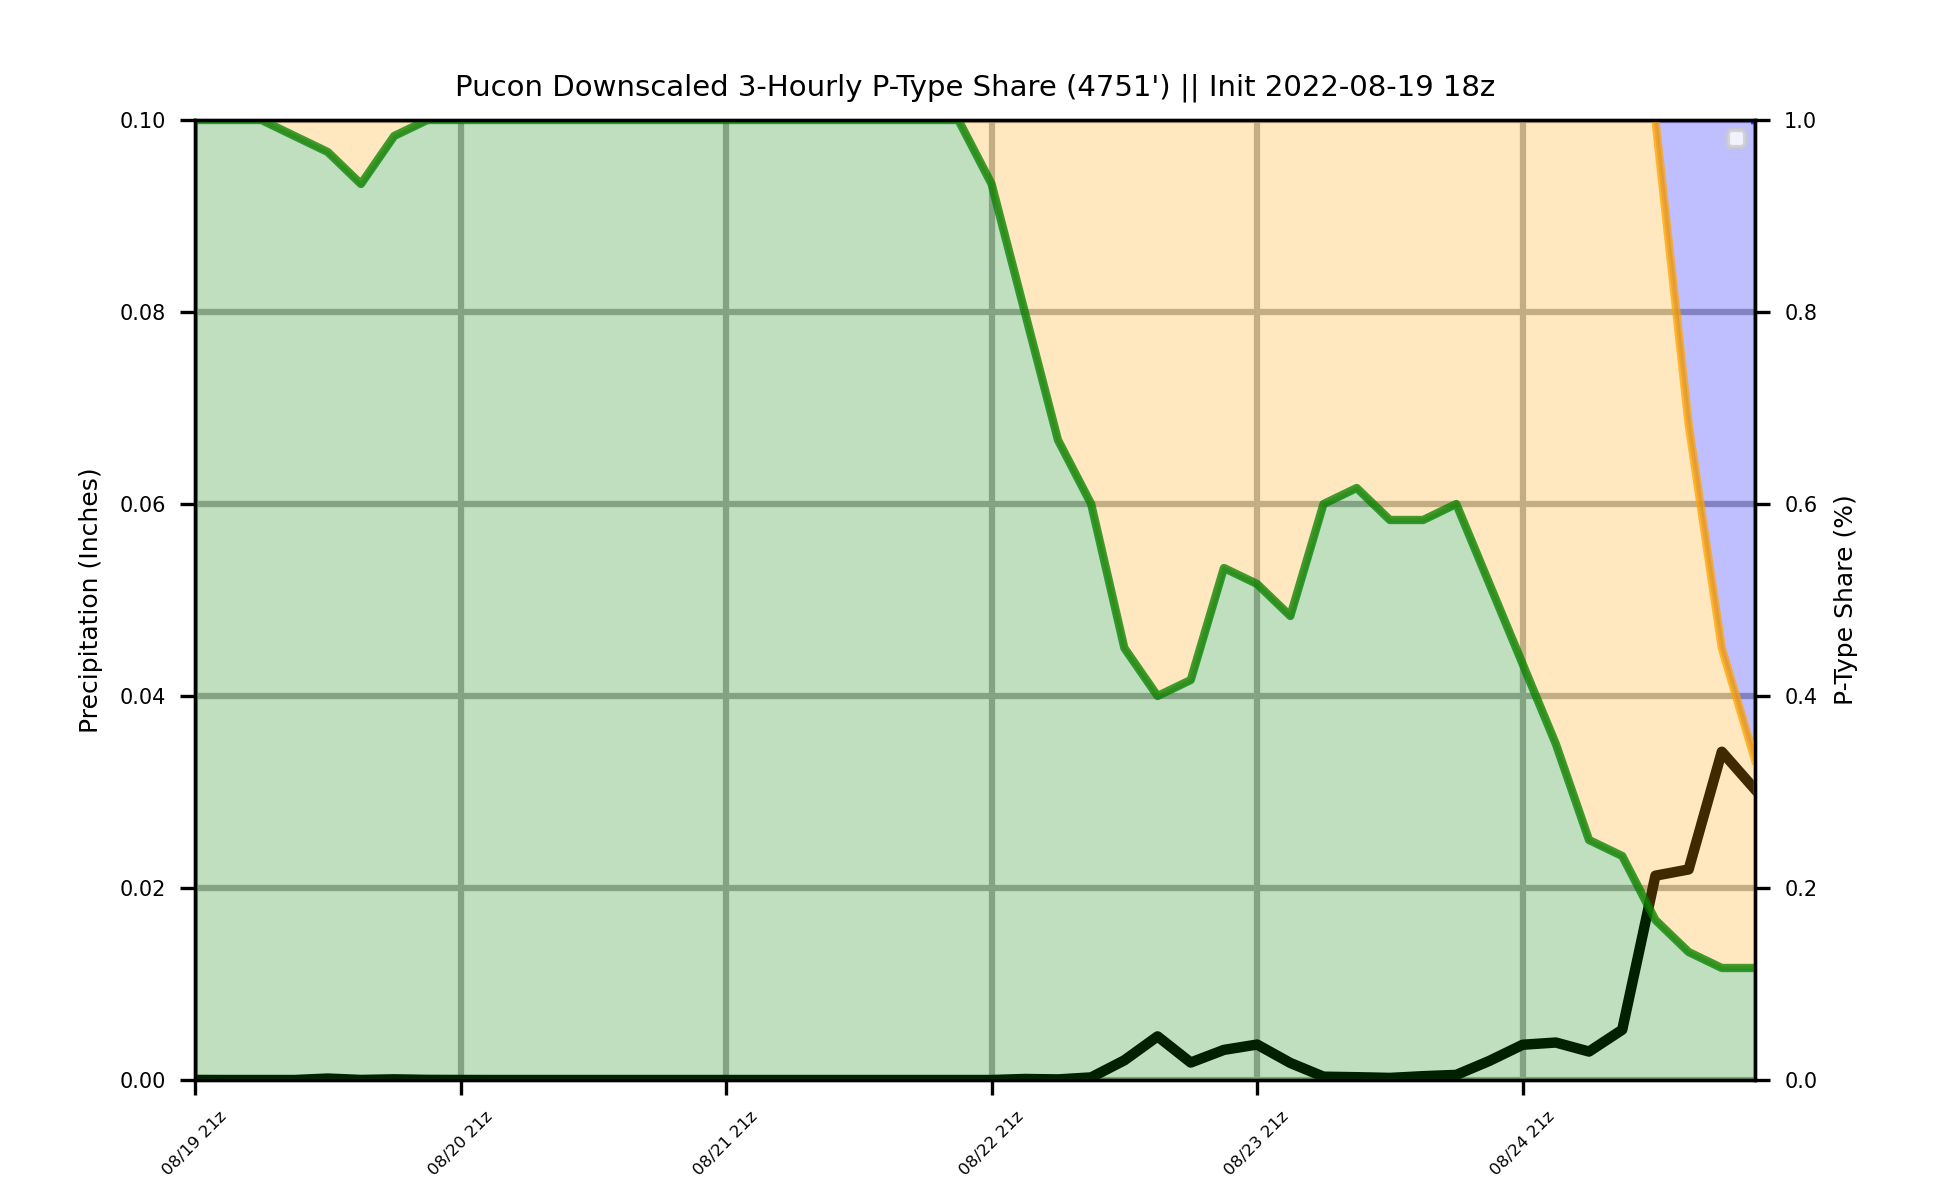 Pucon Downscaled 3-Hourly P-Type Share (4751') || Init 2022-08-19 18z
Precipitation (Inches)
0.10
0.08
0.06
0.04
0.02
0.00
1.0
0.8
0.6
0.4
0.2
0.0
P-Type Share (%)
08/19 21z
08/20 21z
08/21 21z
08/22 21z
08/23 21z
08/24 21z